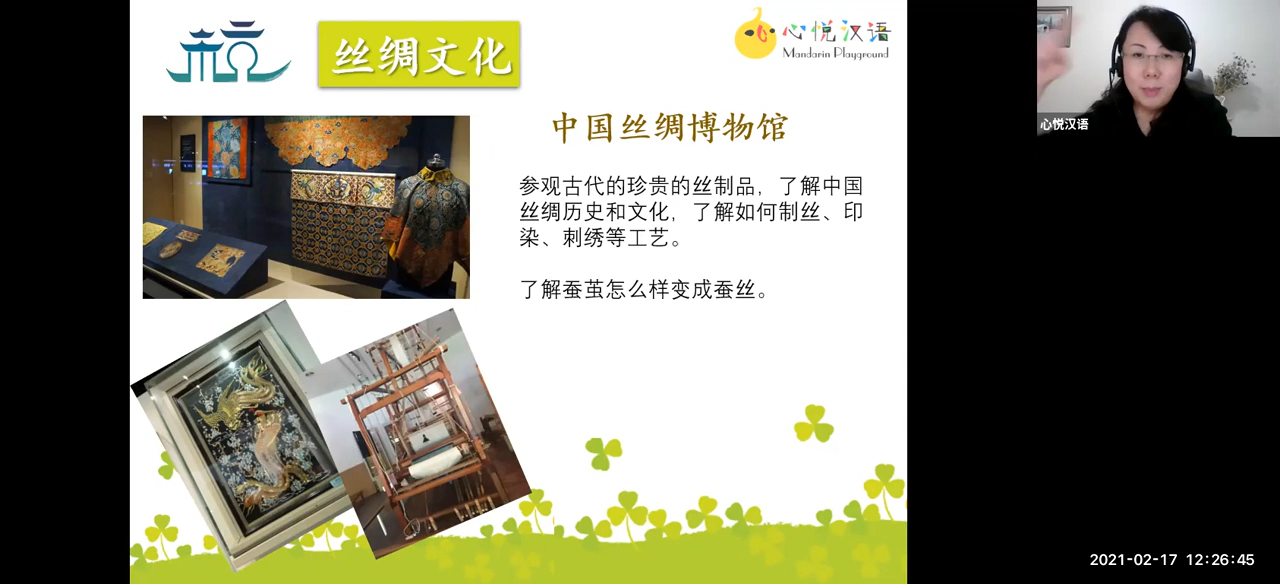 丝绸文化
心悦汉语
Mandarin Playground
中国丝绸博物馆
参观古代的珍贵的丝制品，了解中国
丝绸历史和文化，了解如何制丝、印
染、刺绣等工艺。
了解蚕茧怎么样变成蚕丝。
心悦汉语
2021-02-17 12:26:45